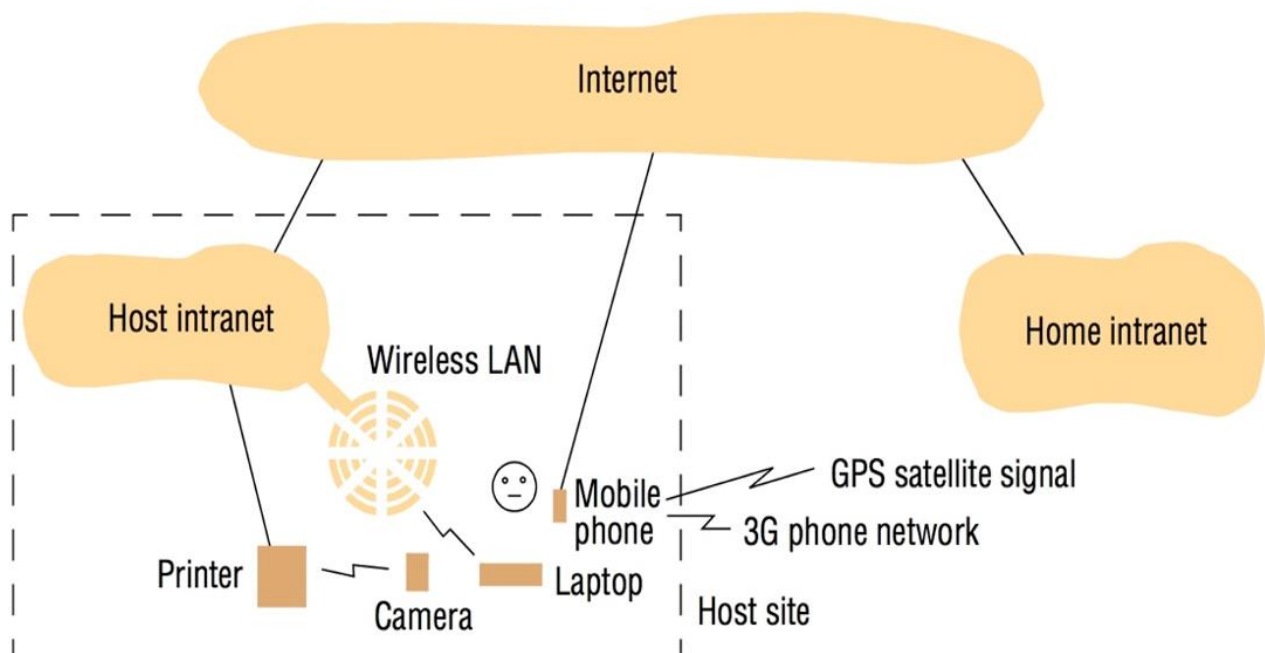 Internet
Host intranet
Wireless LAN
Home intranet
Mobile
phone
GPS satellite signal
3G phone network
Printer
Camera
Laptop
Host site